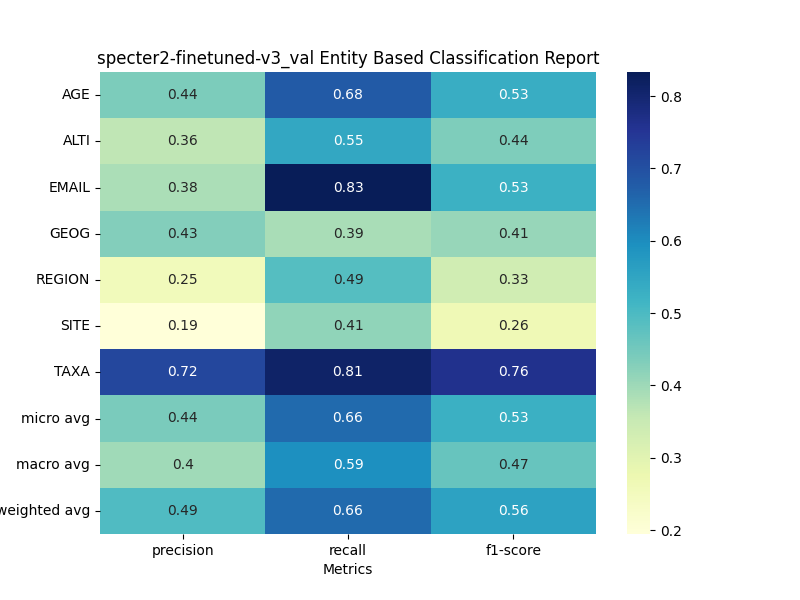 specter2-finetuned-v3_val Entity Based Classification Report
AGE 0.44 0.68 0.53
ALTI 0.36 0.55 0.44
EMAIL 0.38 0.83 0.53
GEOG 0.43 0.39 0.41
REGION 0.25 0.49 0.33
SITE 0.19 0.41 0.26
TAXA 0.72 0.81 0.76
micro avg 0.44 0.66 0.53
macro avg 0.4 0.59 0.47
weighted avg 0.49 0.66 0.56
precision recall f1-score
Metrics
0.8
0.7
0.6
0.5
0.4
0.3
0.2